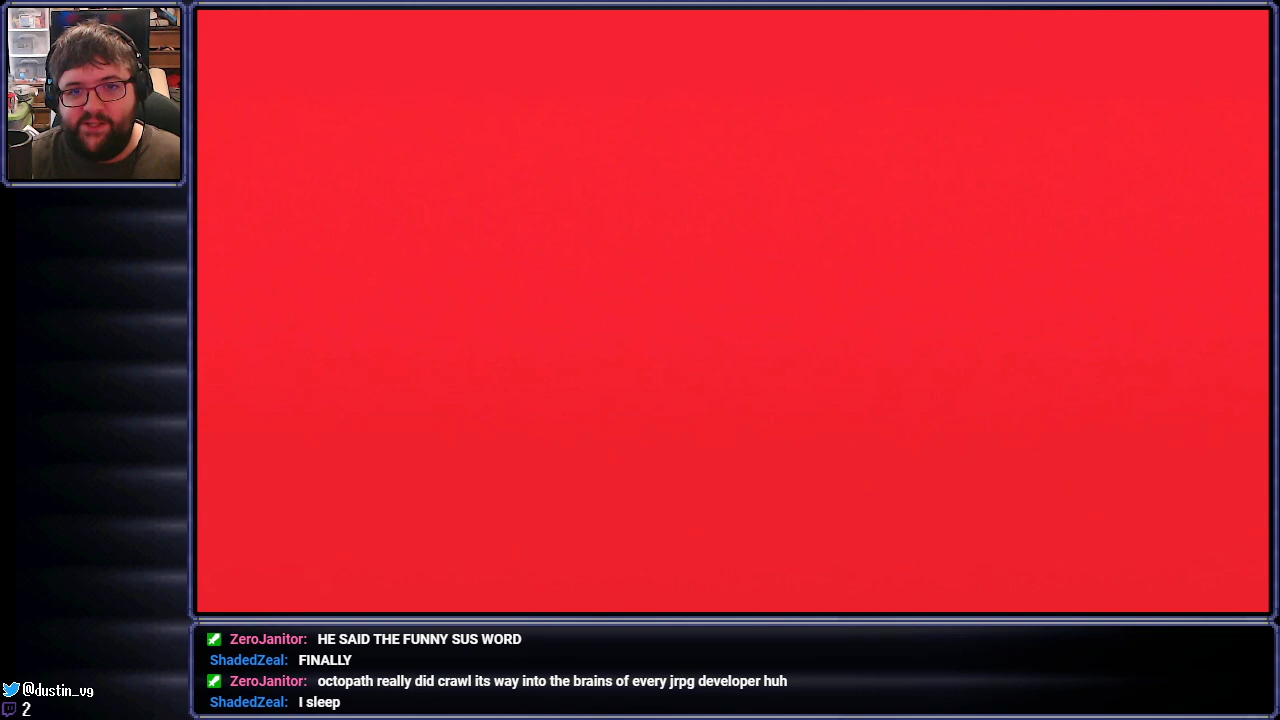 ZeroJanitor: HE SAID THE FUNNY SUS WORD
ShadedZeal: FINALLY
ZeroJanitor: octopath really did crawl its way into the brains of every jrpg developer huh
ShadedZeal: I sleep
@dustin_vg
2